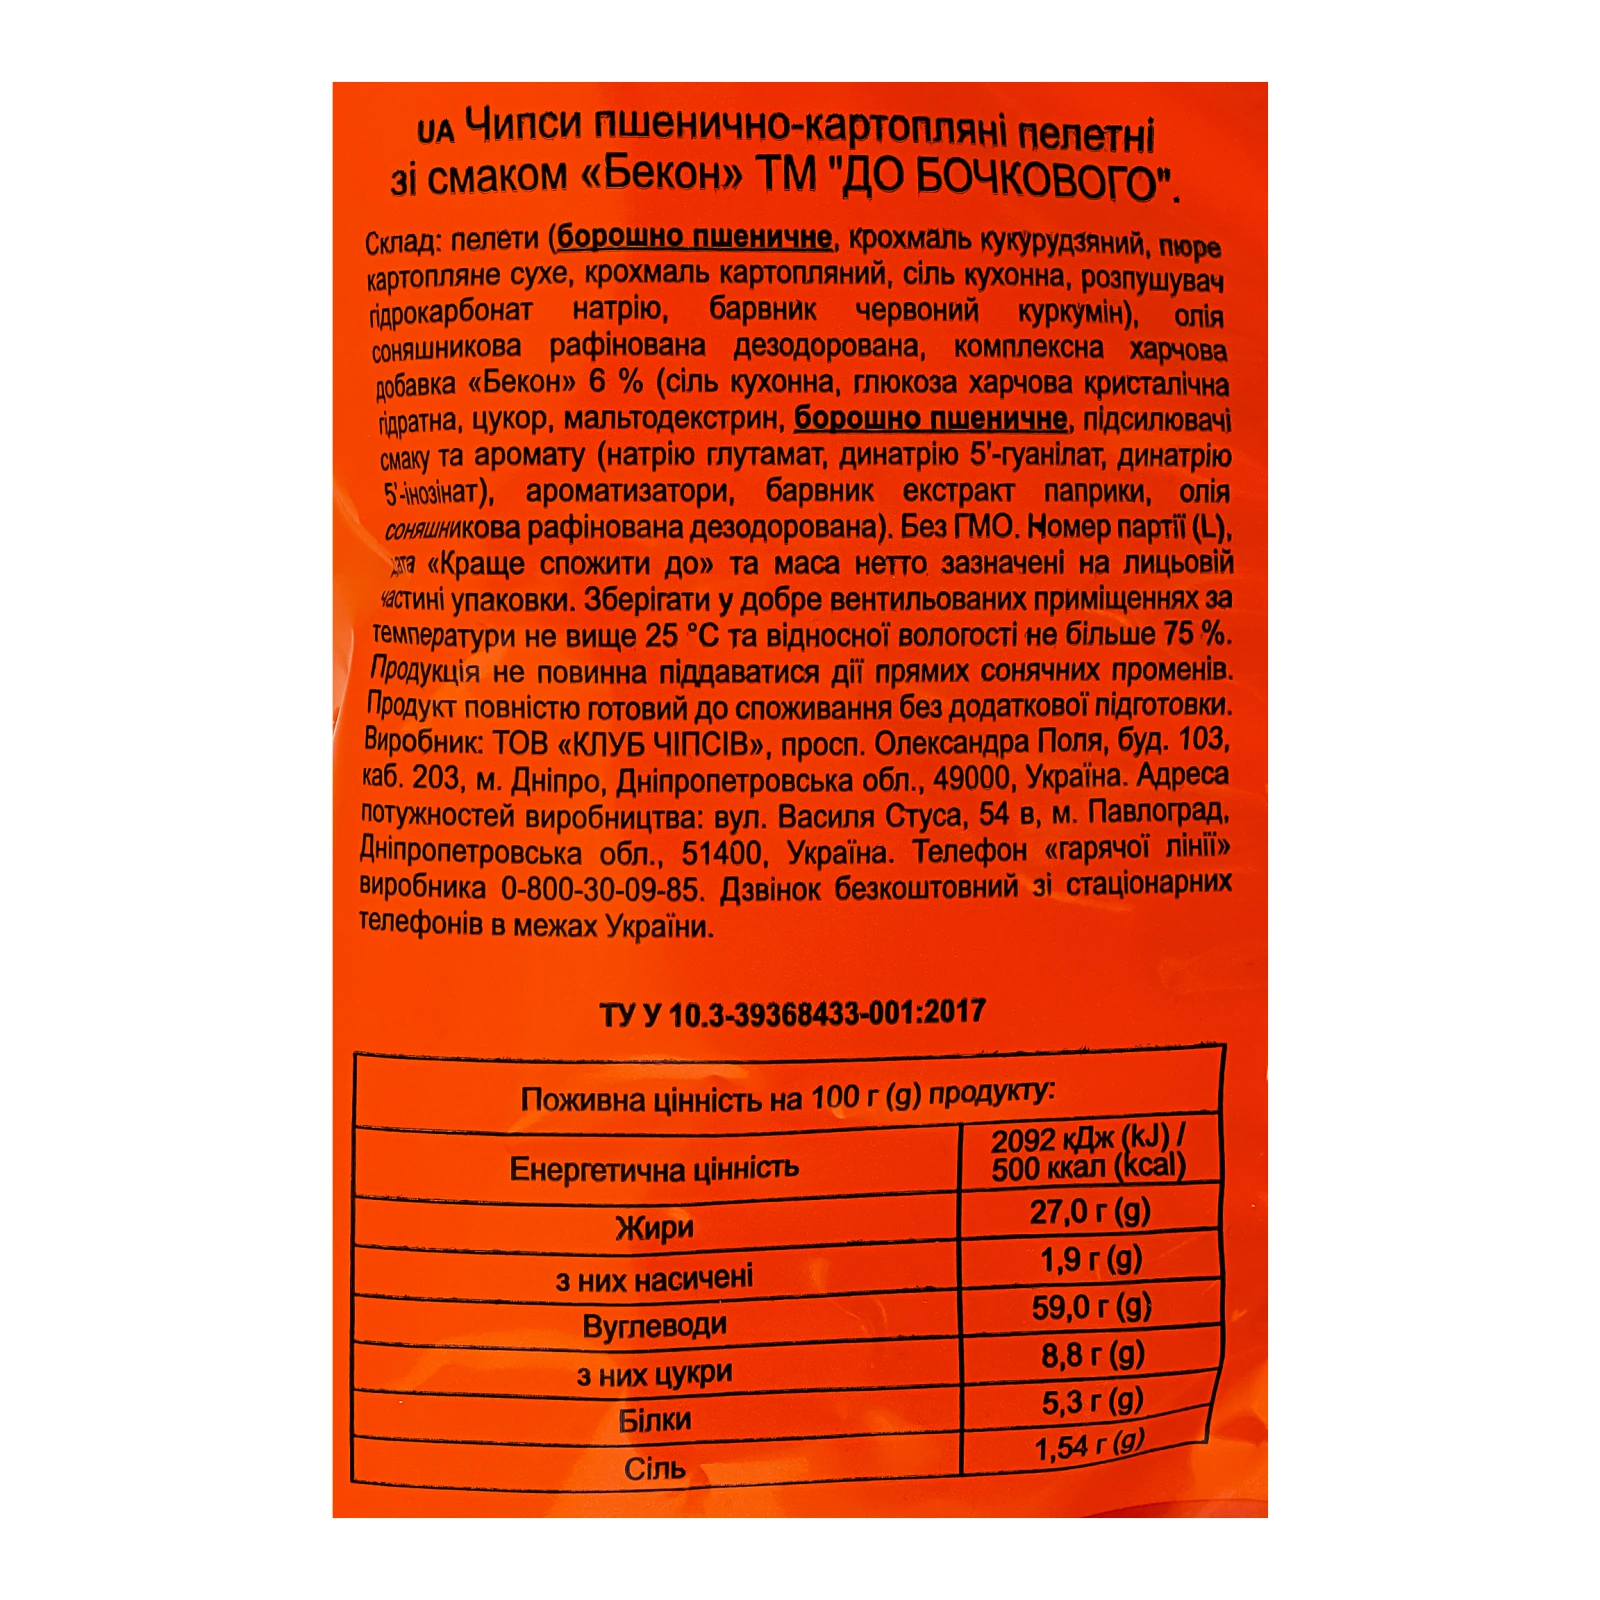 UA Чипси пшенично-картопляні пелетні
зі смаком «Бекон» ТМ "ДО БОЧКОВОГО".
Склад: пелети (борошно пшеничне, крохмаль кукурудзяний, пюре
картопляне сухе, крохмаль картопляний, сіль кухонна, розпушувач
гідрокарбонат натрію, барвник червоний куркумін), олія
соняшникова рафінована дезодорована, комплексна харчова
добавка «Бекон» 6 % (сіль кухонна, глюкоза харчова кристалічна
гідратна, цукор, мальтодекстрин, борошно пшеничне, підсилювачі
смаку та аромату (натрію глутамат, динатрію 5'-гуанілат, динатрію
5'-інозінат), ароматизатори, барвник екстракт паприки, олія
соняшникова рафінована дезодорована). Без ГМО. Номер партії (L),
дата «Краще спожити до» та маса нетто зазначені на лицьовій
частині упаковки. Зберігати у добре вентильованих приміщеннях за
температури не вище 25 °С та відносної вологості не більше 75 %.
Продукція не повинна піддаватися дії прямих сонячних променів.
Продукт повністю готовий до споживання без додаткової підготовки.
Виробник: ТОВ «КЛУБ ЧІПСІВ», просп. Олександра Поля, буд. 103,
каб. 203, м. Дніпро, Дніпропетровська обл., 49000, Україна. Адреса
потужностей виробництва: вул. Василя Стуса, 54 в, м. Павлоград,
Дніпропетровська обл., 51400, Україна. Телефон «гарячої лінії»
виробника 0-800-30-09-85. Дзвінок безкоштовний зі стаціонарних
телефонів в межах України.
ТУ У 10.3-39368433-001:2017
Поживна цінність на 100 г (g) продукту:
Енергетична цінність 2092 кДж (kJ) /
500 ккал (kcal)
Жири 27,0 г (g)
з них насичені 1,9 г (g)
Вуглеводи 59,0 г (g)
з них цукри 8,8 г (g)
Білки 5,3 г (g)
Сіль 1,54 г (g)